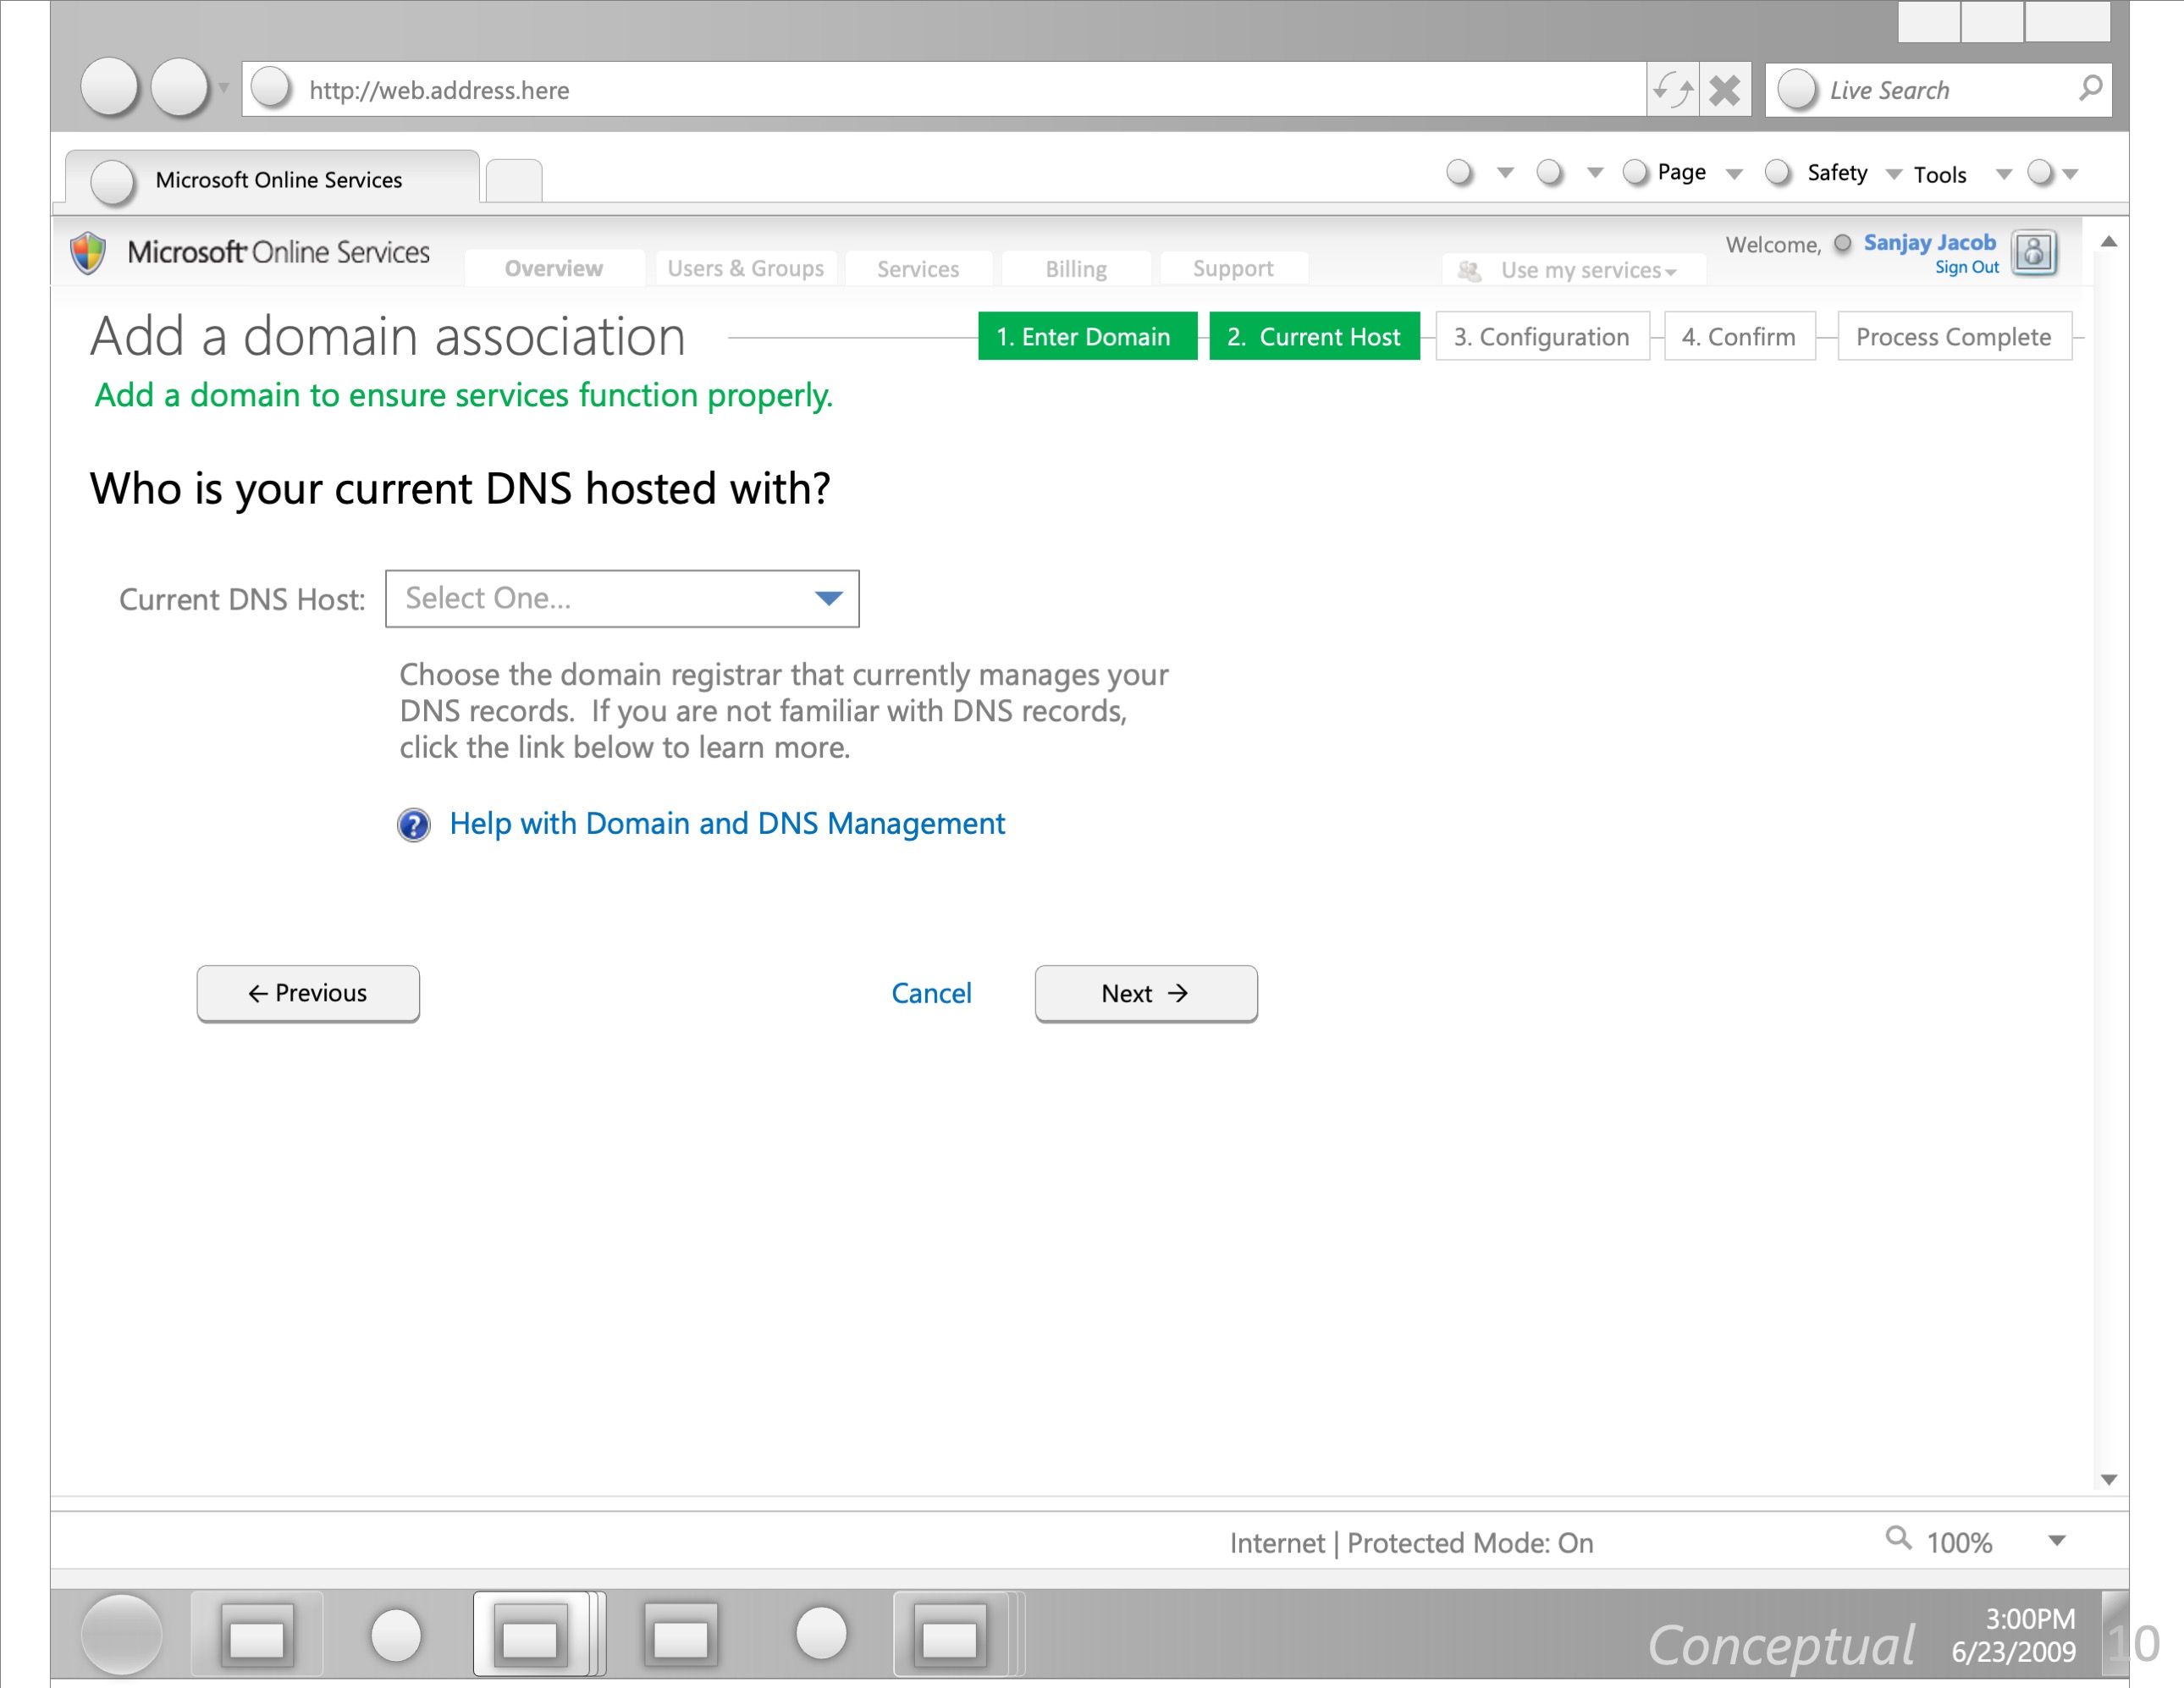 http://web.address.here
Live Search
Microsoft Online Services
Page
Safety
Tools
Microsoft Online Services
Overview
Users & Groups
Services
Billing
Support
Use my services
Welcome,
Sanjay Jacob
Sign Out
Add a domain association
1. Enter Domain
2. Current Host
3. Configuration
4. Confirm
Process Complete
Add a domain to ensure services function properly.
Who is your current DNS hosted with?
Current DNS Host:
Select One...
Choose the domain registrar that currently manages your
DNS records. If you are not familiar with DNS records,
click the link below to learn more.
? Help with Domain and DNS Management
← Previous
Cancel
Next →
Internet | Protected Mode: On
100%
Conceptual
3:00PM
6/23/2009
10